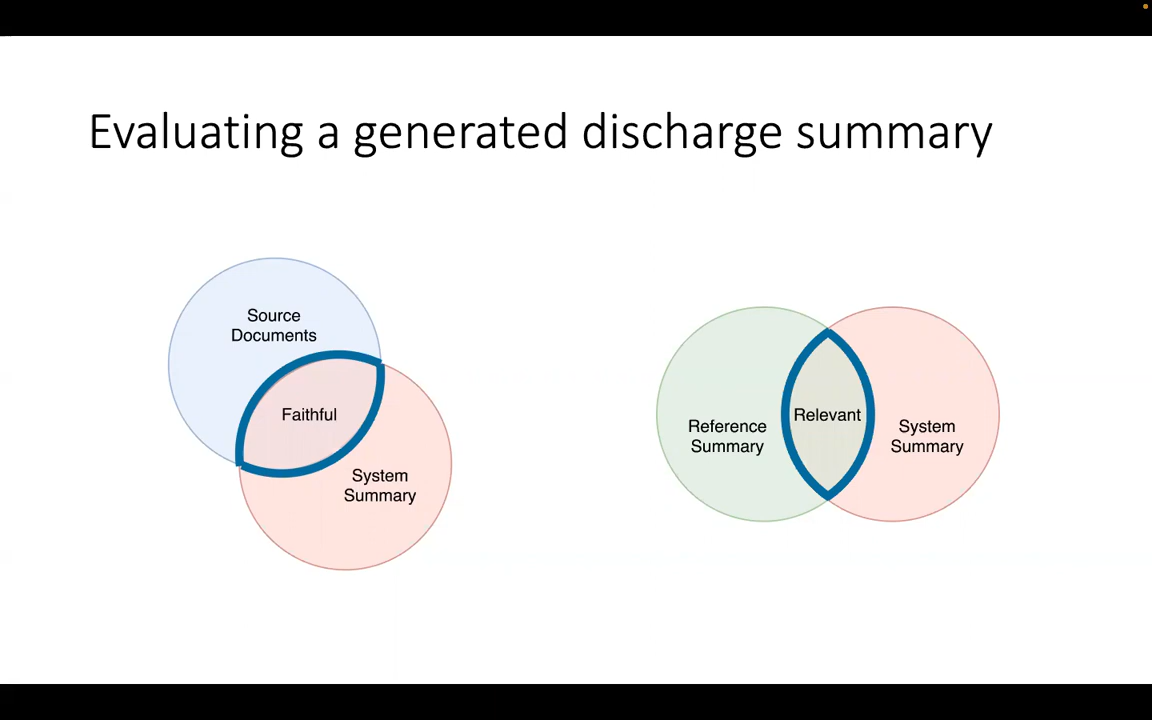 Evaluating a generated discharge summary
Source
Documents
Faithful
System
Summary
Reference
Summary
Relevant
System
Summary